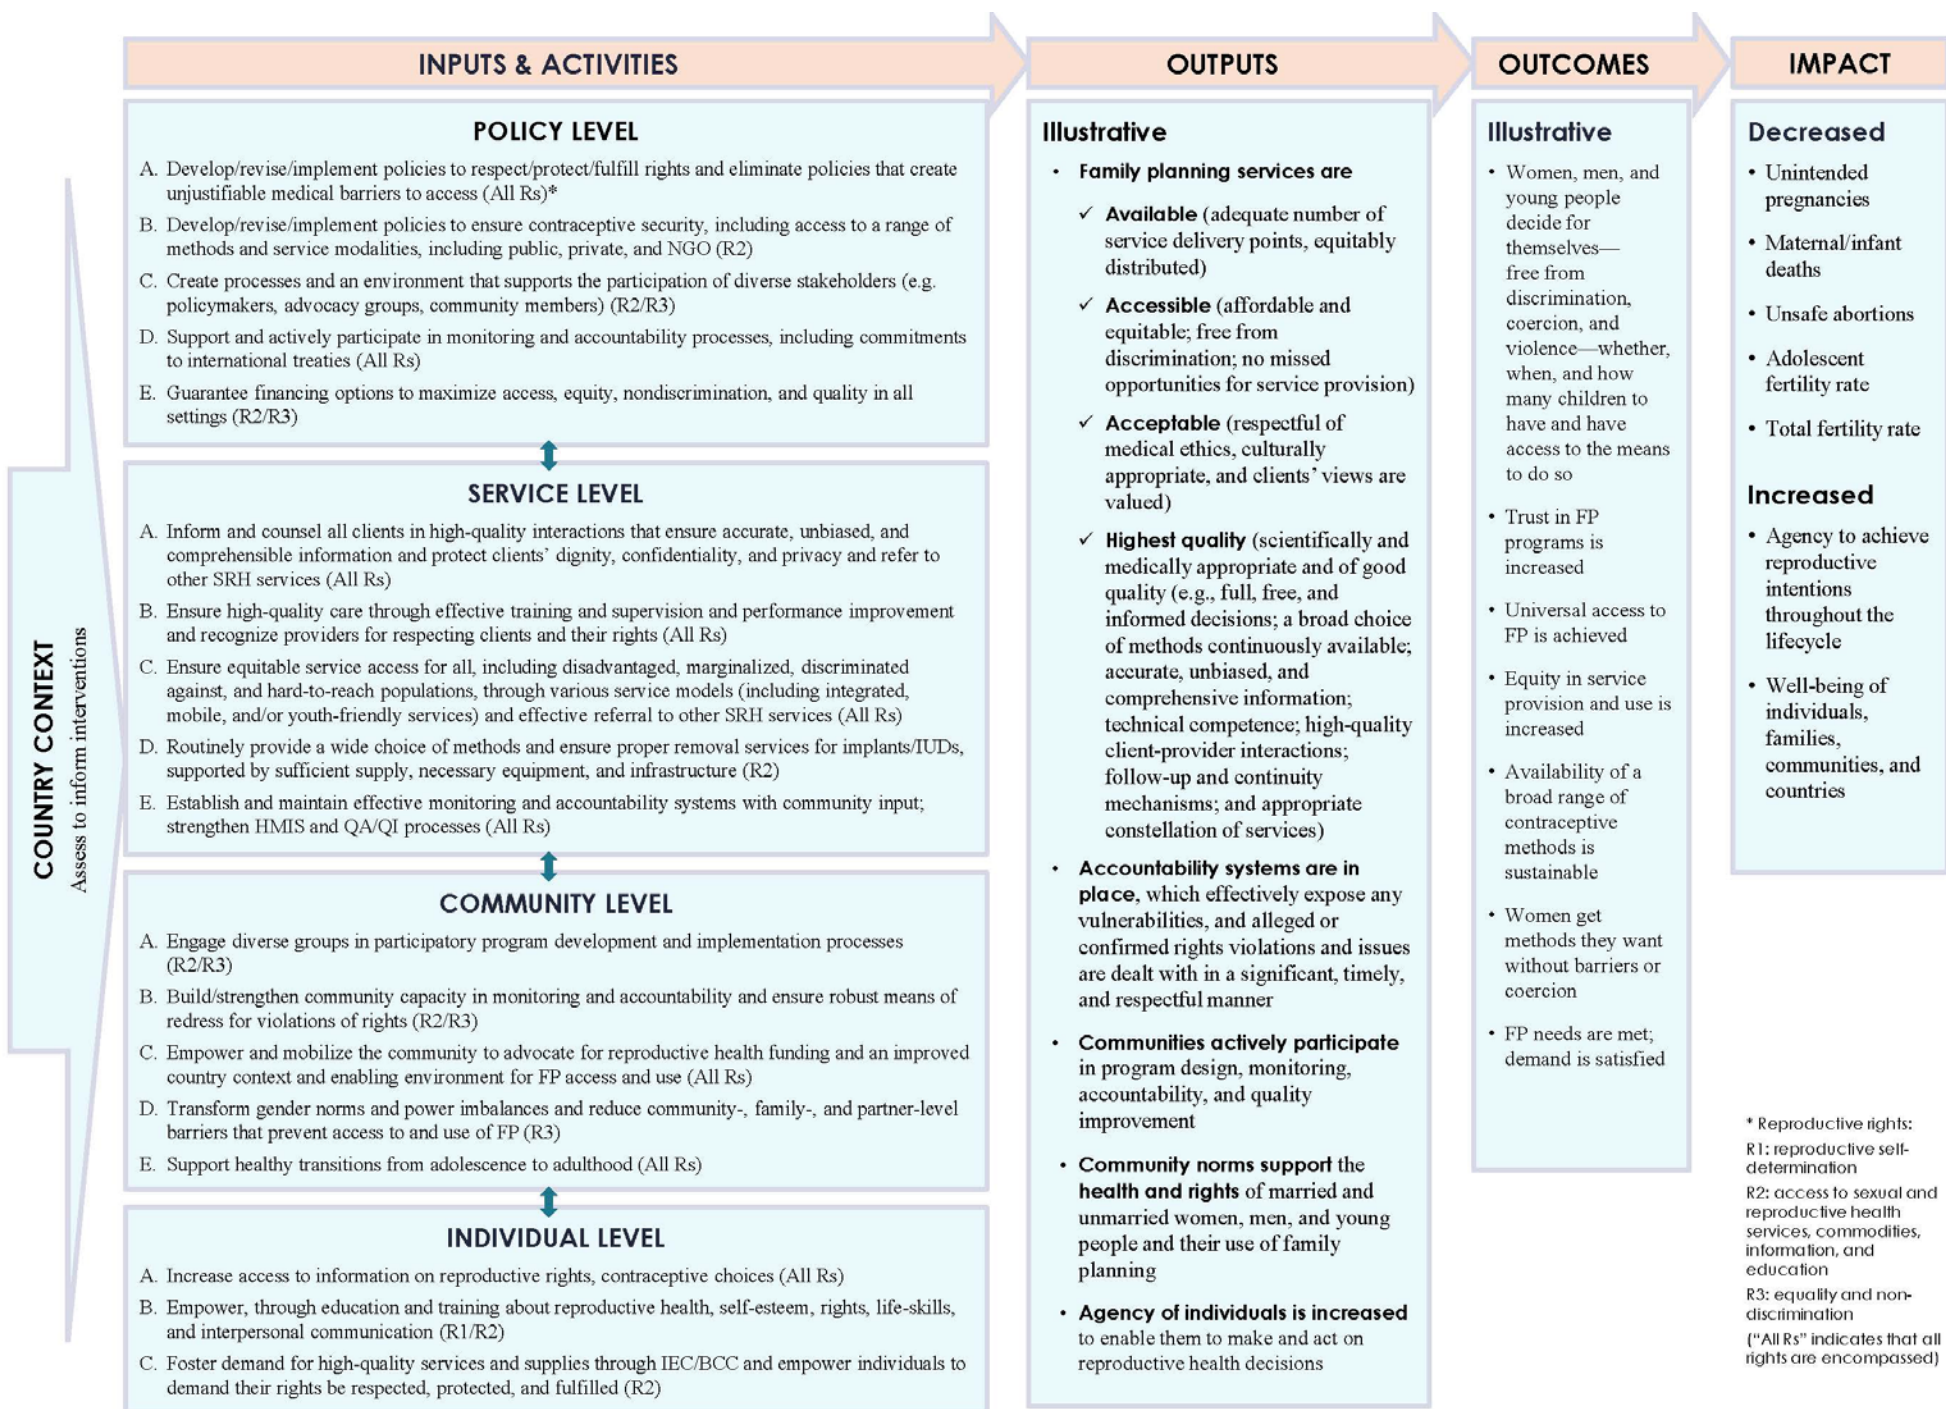 INPUTS & ACTIVITIES
OUTPUTS
OUTCOMES
IMPACT
COUNTRY CONTEXT
Assess to inform interventions
POLICY LEVEL
A. Develop/revise/implement policies to respect/protect/fulfill rights and eliminate policies that create
unjustifiable medical barriers to access (All Rs)*
B. Develop/revise/implement policies to ensure contraceptive security, including access to a range of
methods and service modalities, including public, private, and NGO (R2)
C. Create processes and an environment that supports the participation of diverse stakeholders (e.g.
policymakers, advocacy groups, community members) (R2/R3)
D. Support and actively participate in monitoring and accountability processes, including commitments
to international treaties (All Rs)
E. Guarantee financing options to maximize access, equity, nondiscrimination, and quality in all
settings (R2/R3)
SERVICE LEVEL
A. Inform and counsel all clients in high-quality interactions that ensure accurate, unbiased, and
comprehensible information and protect clients’ dignity, confidentiality, and privacy and refer to
other SRH services (All Rs)
B. Ensure high-quality care through effective training and supervision and performance improvement
and recognize providers for respecting clients and their rights (All Rs)
C. Ensure equitable service access for all, including disadvantaged, marginalized, discriminated
against, and hard-to-reach populations, through various service models (including integrated,
mobile, and/or youth-friendly services) and effective referral to other SRH services (All Rs)
D. Routinely provide a wide choice of methods and ensure proper removal services for implants/IUDs,
supported by sufficient supply, necessary equipment, and infrastructure (R2)
E. Establish and maintain effective monitoring and accountability systems with community input;
strengthen HMIS and QA/QI processes (All Rs)
COMMUNITY LEVEL
A. Engage diverse groups in participatory program development and implementation processes
(R2/R3)
B. Build/strengthen community capacity in monitoring and accountability and ensure robust means of
redress for violations of rights (R2/R3)
C. Empower and mobilize the community to advocate for reproductive health funding and an improved
country context and enabling environment for FP access and use (All Rs)
D. Transform gender norms and power imbalances and reduce community-, family-, and partner-level
barriers that prevent access to and use of FP (R3)
E. Support healthy transitions from adolescence to adulthood (All Rs)
INDIVIDUAL LEVEL
A. Increase access to information on reproductive rights, contraceptive choices (All Rs)
B. Empower, through education and training about reproductive health, self-esteem, rights, life-skills,
and interpersonal communication (R1/R2)
C. Foster demand for high-quality services and supplies through IEC/BCC and empower individuals to
demand their rights be respected, protected, and fulfilled (R2)
Illustrative
• Family planning services are
✓ Available (adequate number of
service delivery points, equitably
distributed)
✓ Accessible (affordable and
equitable; free from
discrimination; no missed
opportunities for service provision)
✓ Acceptable (respectful of
medical ethics, culturally
appropriate, and clients’ views are
valued)
✓ Highest quality (scientifically and
medically appropriate and of good
quality (e.g., full, free, and
informed decisions; a broad choice
of methods continuously available;
accurate, unbiased, and
comprehensive information;
technical competence; high-quality
client-provider interactions;
follow-up and continuity
mechanisms; and appropriate
constellation of services)
• Accountability systems are in
place, which effectively expose any
vulnerabilities, and alleged or
confirmed rights violations and issues
are dealt with in a significant, timely,
and respectful manner
• Communities actively participate
in program design, monitoring,
accountability, and quality
improvement
• Community norms support the
health and rights of married and
unmarried women, men, and young
people and their use of family
planning
• Agency of individuals is increased
to enable them to make and act on
reproductive health decisions
Illustrative
• Women, men, and
young people
decide for
themselves—
free from
discrimination,
coercion, and
violence—whether,
when, and how
many children to
have and have
access to the means
to do so
• Trust in FP
programs is
increased
• Universal access to
FP is achieved
• Equity in service
provision and use is
increased
• Availability of a
broad range of
contraceptive
methods is
sustainable
• Women get
methods they want
without barriers or
coercion
• FP needs are met;
demand is satisfied
Decreased
• Unintended
pregnancies
• Maternal/infant
deaths
• Unsafe abortions
• Adolescent
fertility rate
• Total fertility rate
Increased
• Agency to achieve
reproductive
intentions
throughout the
lifecycle
• Well-being of
individuals,
families,
communities, and
countries
* Reproductive rights:
R1: reproductive self-
determination
R2: access to sexual and
reproductive health
services, commodities,
information, and
education
R3: equality and non-
discrimination
(“All Rs” indicates that all
rights are encompassed)